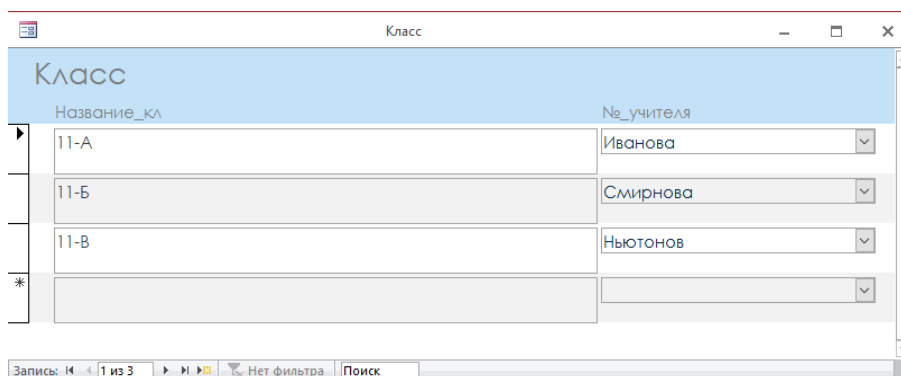 Класс
Класс
Название_кл №_учителя
11-А Иванова
11-Б Смирнова
11-В Ньютонов
Запись: 1 из 3 Нет фильтра Поиск